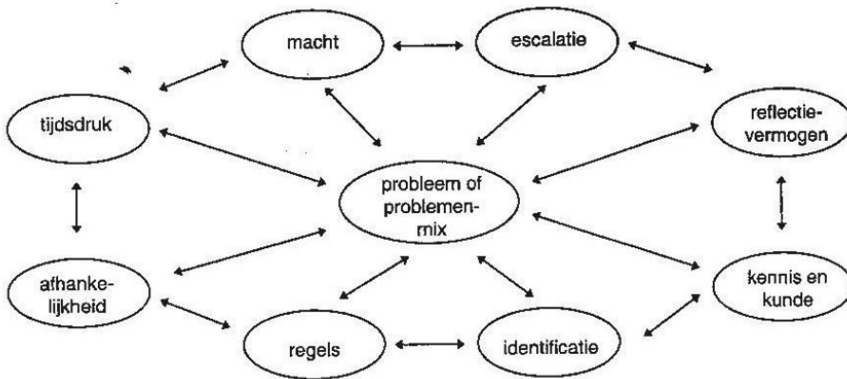 macht
escalatie
tijdsdruk
reflectie-
vermogen
probleem of
problemen-
mix
afhanke-
lijkheid
kennis en
kunde
regels
identificatie